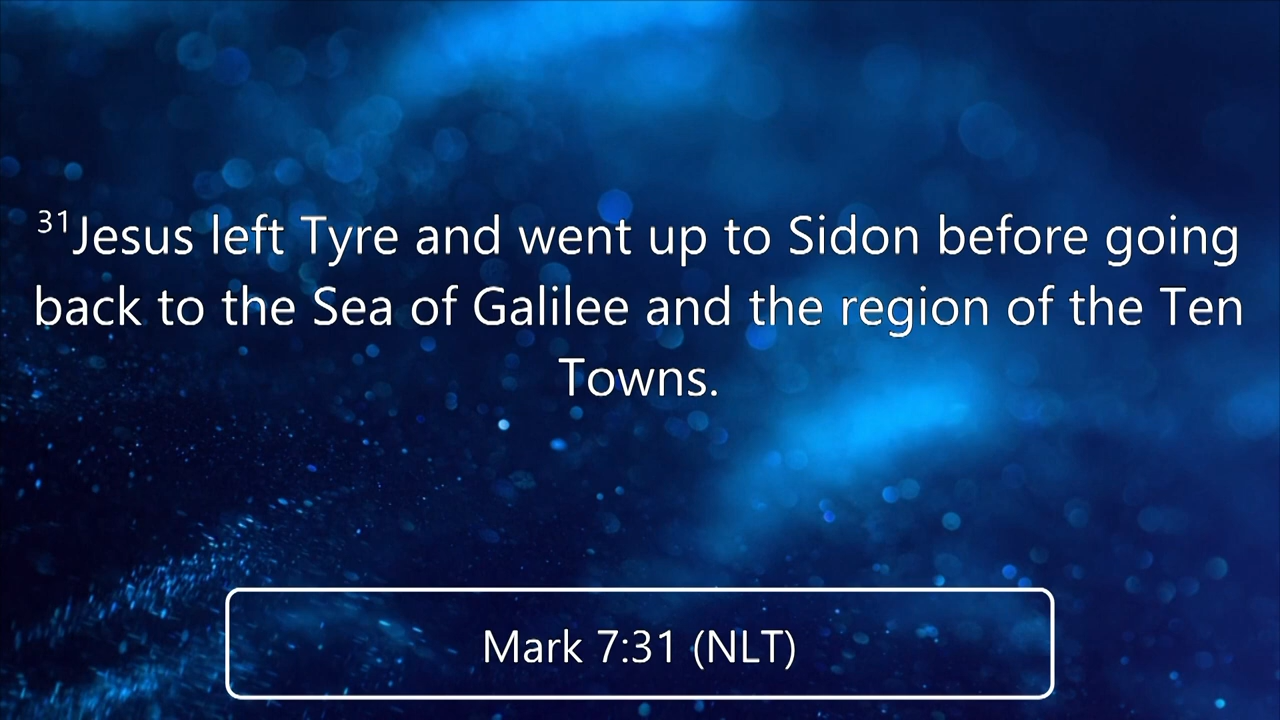 31Jesus left Tyre and went up to Sidon before going
back to the Sea of Galilee and the region of the Ten
Towns.
Mark 7:31 (NLT)